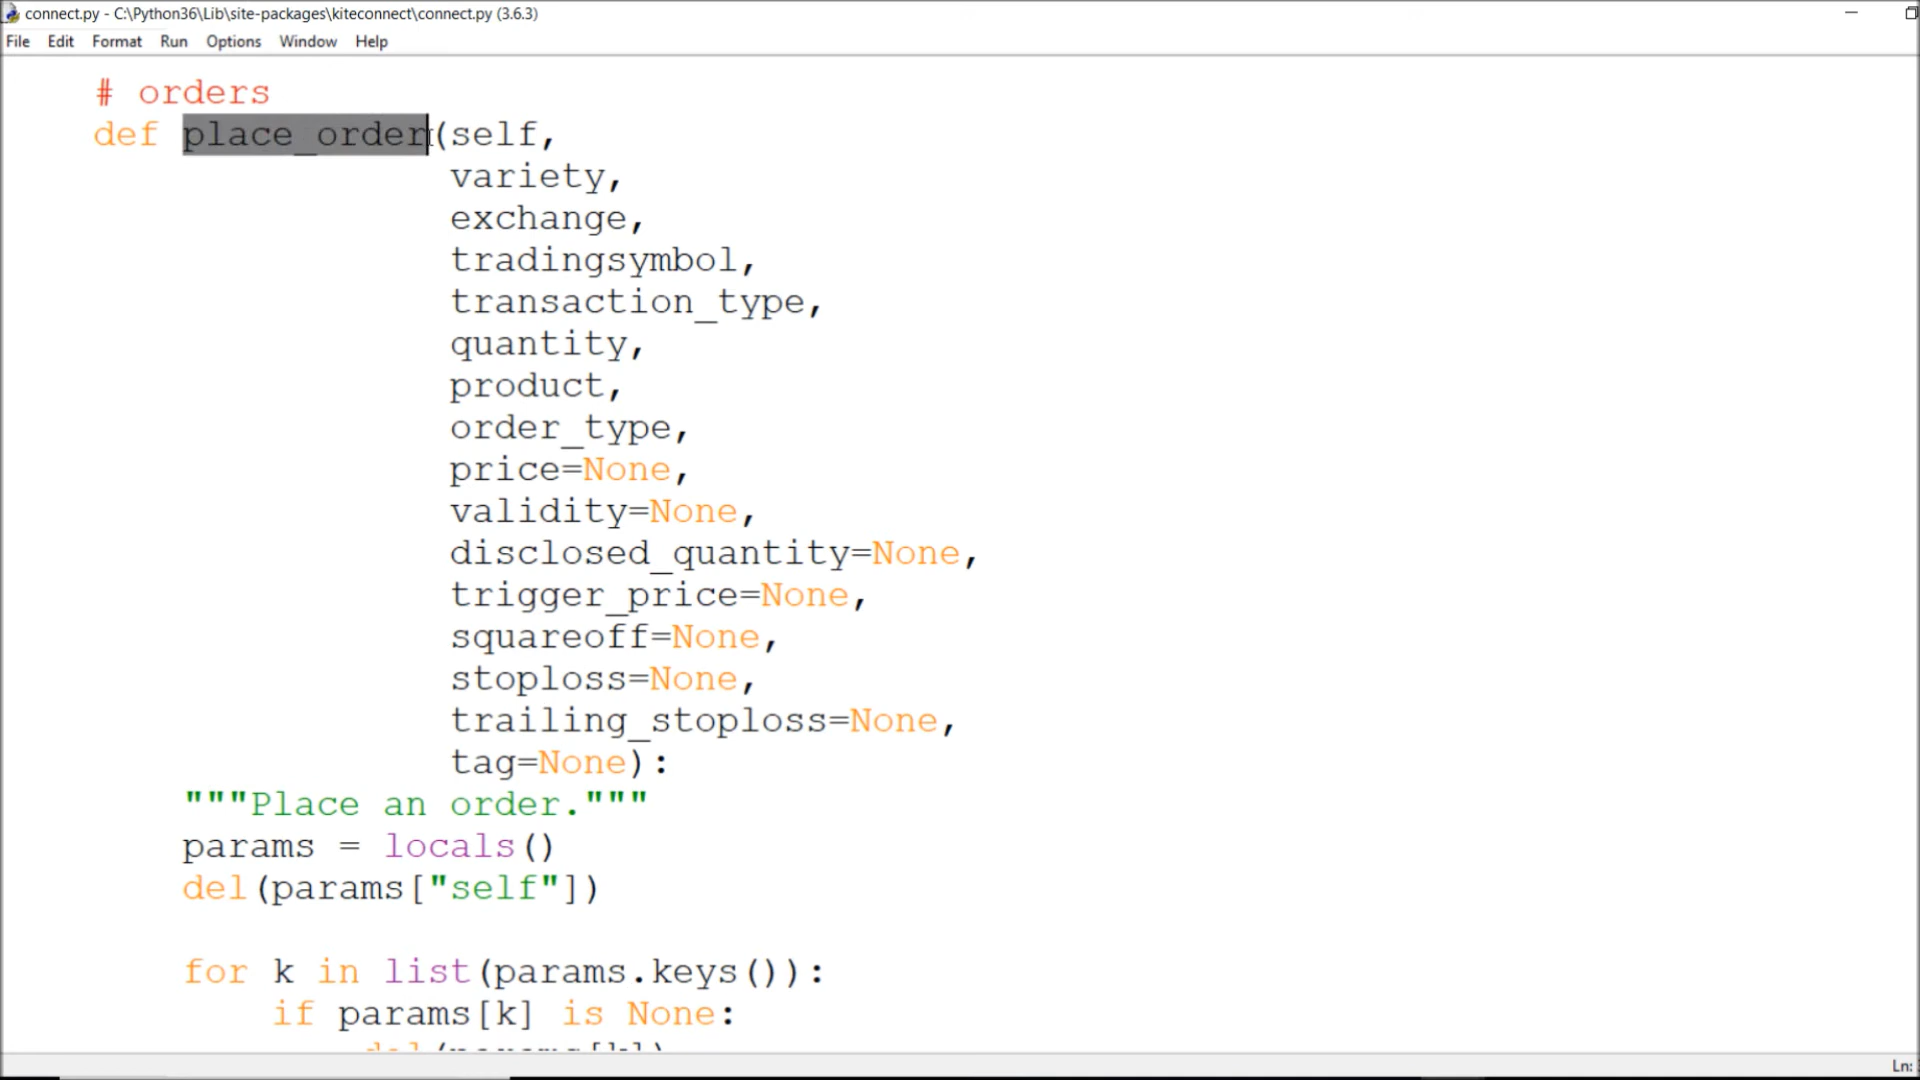 connect.py - C:\Python36\Lib\site-packages\kiteconnect\connect.py (3.6.3)
File Edit Format Run Options Window Help
# orders
def place_order(self,
variety,
exchange,
tradingsymbol,
transaction_type,
quantity,
product,
order_type,
price=None,
validity=None,
disclosed_quantity=None,
trigger_price=None,
squareoff=None,
stoploss=None,
trailing_stoploss=None,
tag=None):
"""Place an order."""
params = locals()
del(params["self"])
for k in list(params.keys()):
if params[k] is None:
Ln: